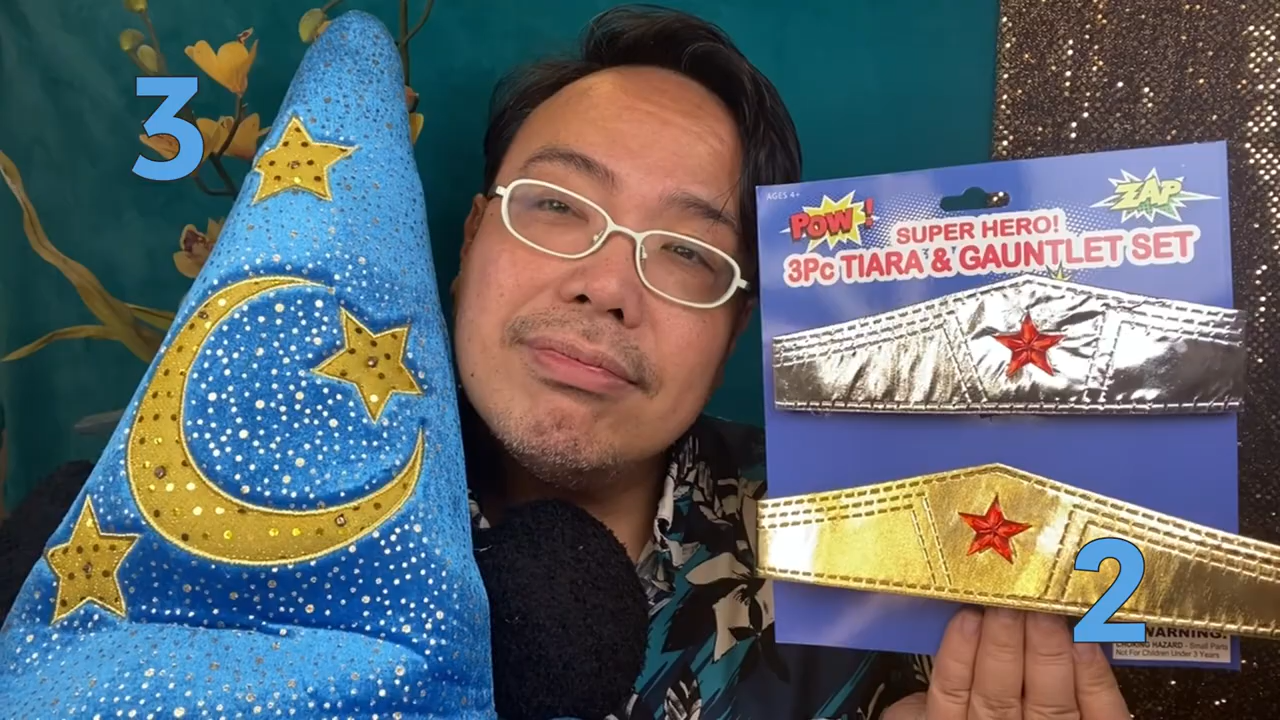 3
AGES 4+
POW!
ZAP
SUPER HERO!
3Pc TIARA & GAUNTLET SET
2
WARNING:
CHOKING HAZARD - Small Parts
Not For Children Under 3 Years